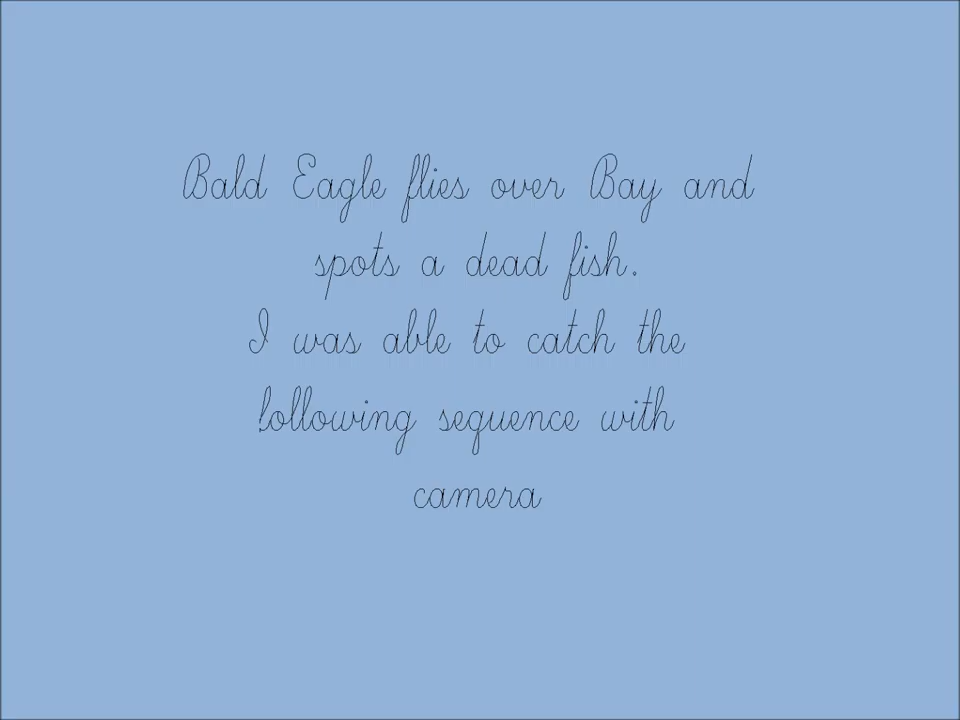 Bald Eagle flies over Bay and
spots a dead fish.
I was able to catch the
following sequence with
camera